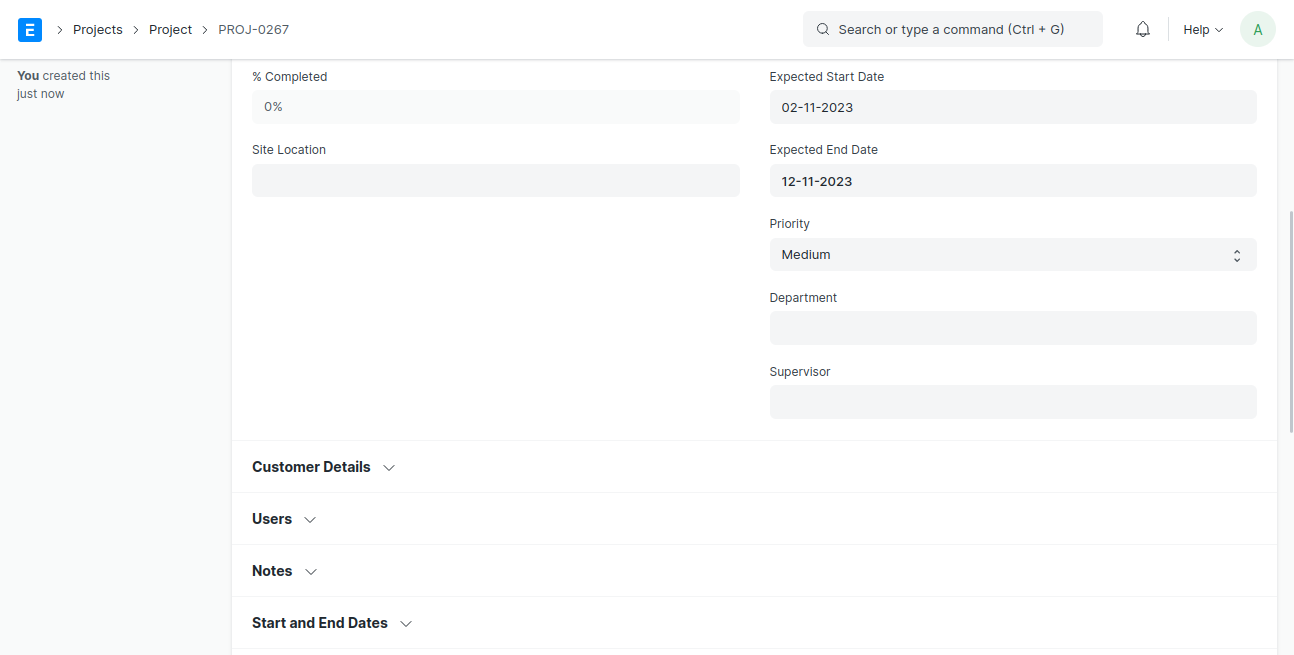 E
Projects
Project
PROJ-0267
Search or type a command (Ctrl + G)
Help
A
You created this
just now
% Completed
0%
Site Location
Expected Start Date
02-11-2023
Expected End Date
12-11-2023
Priority
Medium
Department
Supervisor
Customer Details
Users
Notes
Start and End Dates